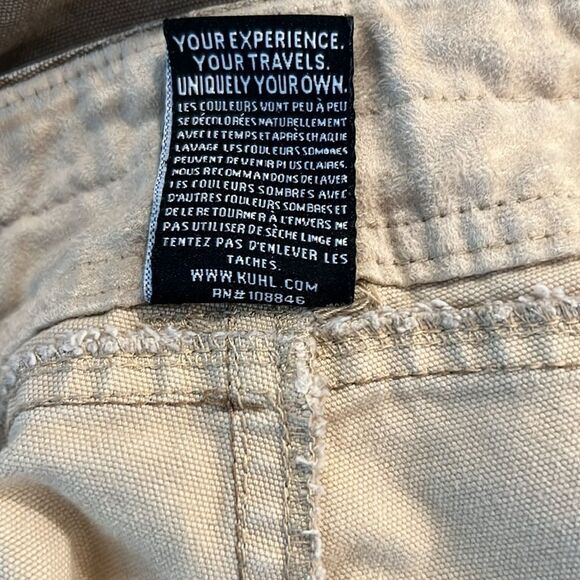 YOUR EXPERIENCE.
YOUR TRAVELS.
UNIQUELY YOUR OWN.
LES COULEURS VONT PEU À PEU
SE DÉCOLORÉES NATURELLEMENT
AVEC LE TEMPS ET APRÈS CHAQUE
LAVAGE LES COULEURS SOMBRES
PEUVENT DEVENIR PLUS CLAIRES.
NOUS RECOMMANDONS DE LAVER
LES COULEURS SOMBRES AVEC
D'AUTRES COULEURS SOMBRES ET
DE LE RETOURNER À L'ENVERS NE
PAS UTILISER DE SÈCHE LINGE NE
TENTEZ PAS D'ENLEVER LES
TACHES.
WWW.KUHL.COM
RN# 108846